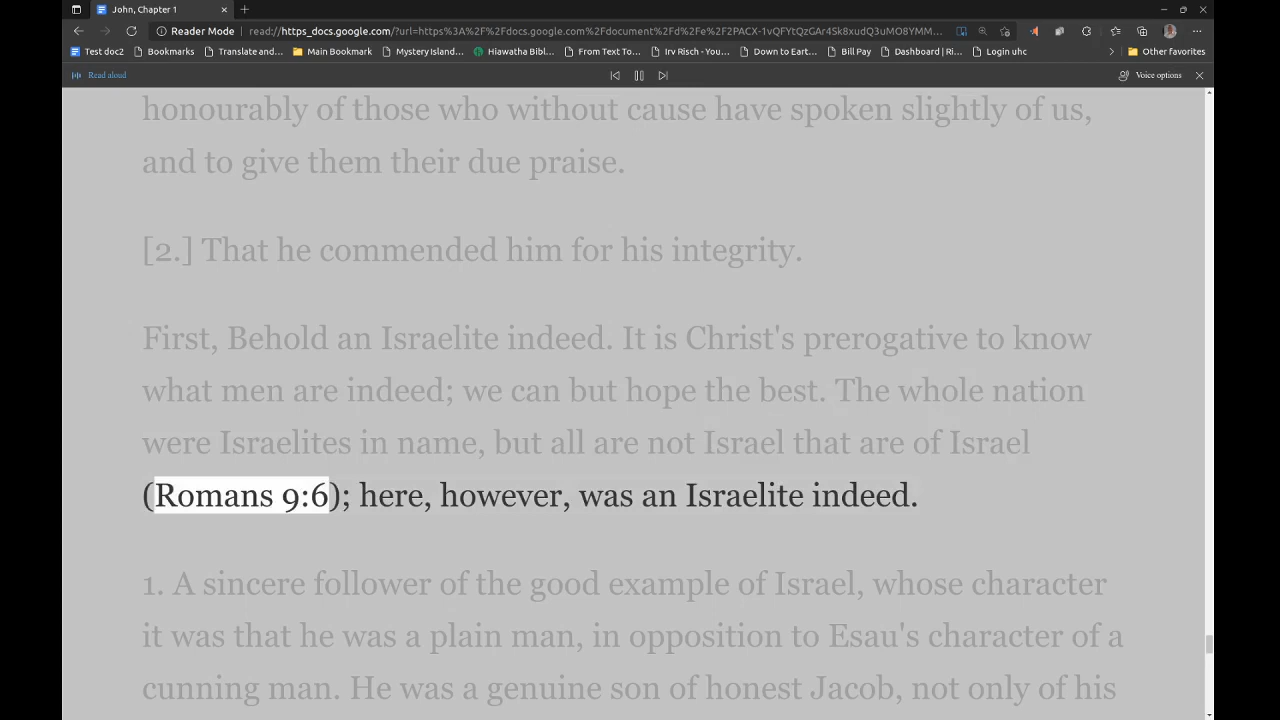 John, Chapter 1
Reader Mode
read://https_docs.google.com/?url=https%3A%2F%2Fdocs.google.com%2Fdocument%2Fd%2Fe%2F2PACX-1vQFYtQcGAr4Sk8xudQ3uMO8YMM...
Test doc2
Bookmarks
Translate and...
Main Bookmark
Mystery Island...
Hiawatha Bibl...
From Text To...
Irv Risch - You...
Down to Eart...
Bill Pay
Dashboard | Ri...
Login uhc
Other favorites
Read aloud
Voice options
honourably of those who without cause have spoken slightly of us,
and to give them their due praise.
[2.] That he commended him for his integrity.
First, Behold an Israelite indeed. It is Christ's prerogative to know
what men are indeed; we can but hope the best. The whole nation
were Israelites in name, but all are not Israel that are of Israel
(Romans 9:6); here, however, was an Israelite indeed.
1. A sincere follower of the good example of Israel, whose character
it was that he was a plain man, in opposition to Esau's character of a
cunning man. He was a genuine son of honest Jacob, not only of his